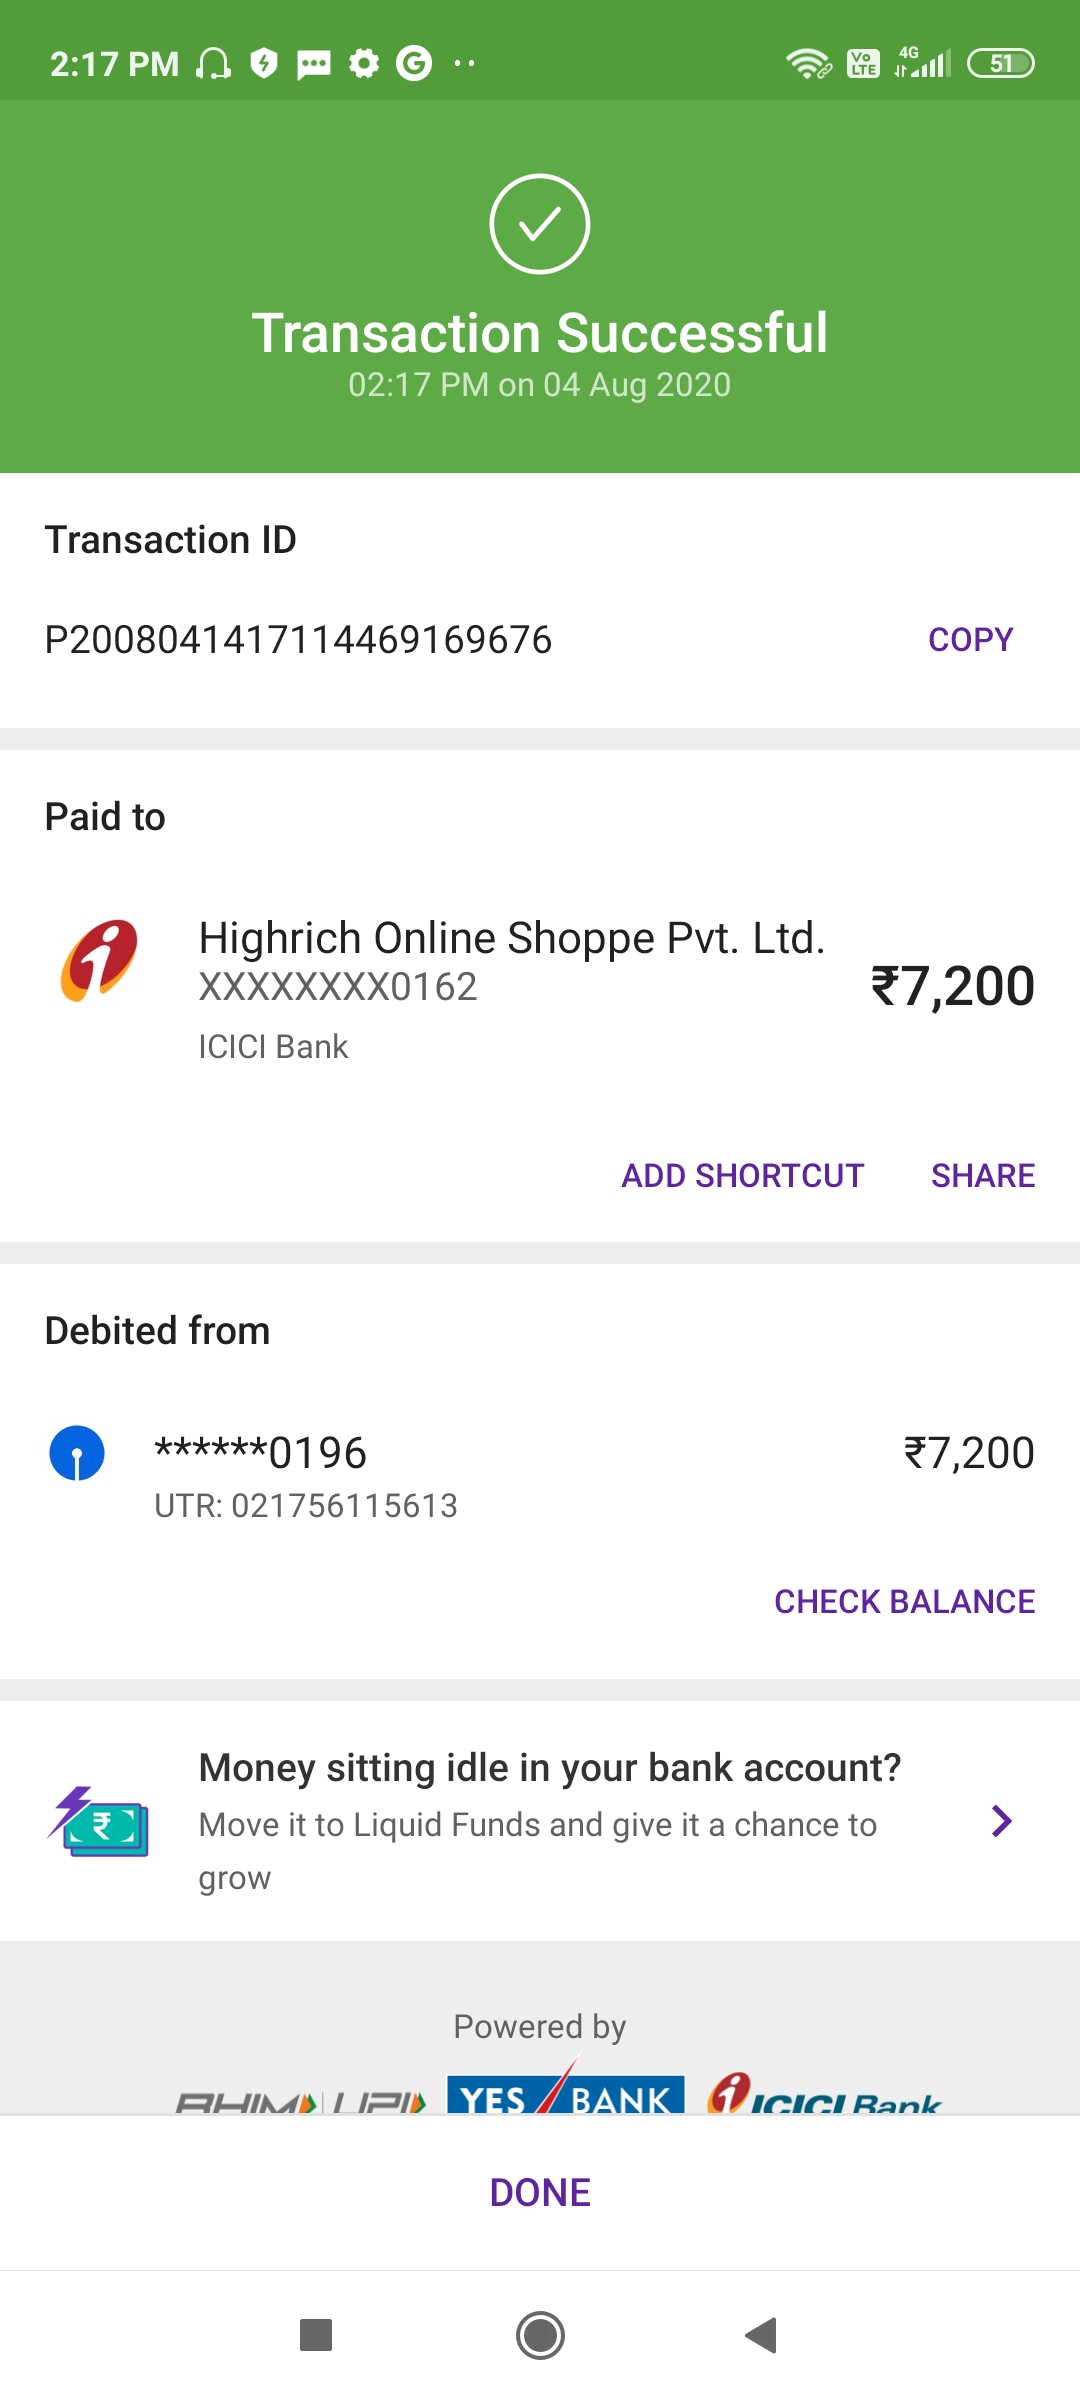 2:17 PM
Vo LTE 4G 51
Transaction Successful
02:17 PM on 04 Aug 2020
Transaction ID
P2008041417114469169676 COPY
Paid to
Highrich Online Shoppe Pvt. Ltd.
XXXXXXXX0162 ₹7,200
ICICI Bank
ADD SHORTCUT SHARE
Debited from
******0196 ₹7,200
UTR: 021756115613
CHECK BALANCE
Money sitting idle in your bank account?
Move it to Liquid Funds and give it a chance to
grow
Powered by
BHIM UPI YES BANK ICICI Bank
DONE